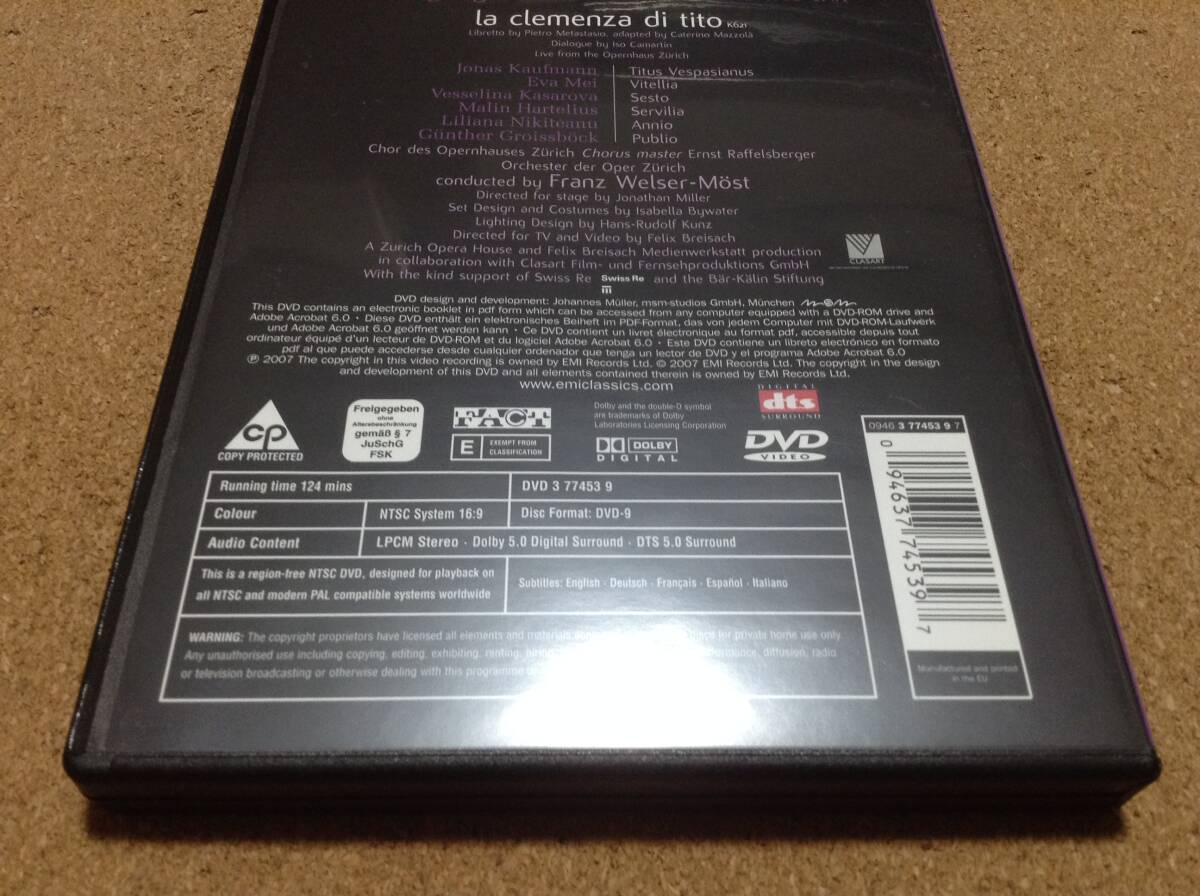 la clemenza di tito K621
Libretto by Pietro Metastasio, adapted by Caterino Mazzolà
Dialogue by Iso Camartin
Live from the Opernhaus Zürich
Jonas Kaufmann Titus Vespasianus
Eva Mei Vitellia
Vesselina Kasarova Sesto
Malin Hartelius Servilia
Liliana Nikiteanu Annio
Günther Groissböck Publio
Chor des Opernhauses Zürich Chorus master Ernst Raffelsberger
Orchester der Oper Zürich
conducted by Franz Welser-Möst
Directed for stage by Jonathan Miller
Set Design and Costumes by Isabella Bywater
Lighting Design by Hans-Rudolf Kunz
Directed for TV and Video by Felix Breisach
A Zurich Opera House and Felix Breisach Medienwerkstatt production
in collaboration with Clasart Film- und Fernsehproduktions GmbH
CLASART
With the kind support of Swiss Re Swiss Re and the Bär-Kälin Stiftung
DVD design and development: Johannes Müller, msm-studios GmbH, München msm
This DVD contains an electronic booklet in pdf form which can be accessed from any computer equipped with a DVD-ROM drive and
Adobe Acrobat 6.0 · Diese DVD enthält ein elektronisches Beiheft im PDF-Format, das von jedem Computer mit DVD-ROM-Laufwerk
und Adobe Acrobat 6.0 geöffnet werden kann · Ce DVD contient un livret électronique au format pdf, accessible depuis tout
ordinateur équipé d'un lecteur de DVD-ROM et du logiciel Adobe Acrobat 6.0 · Este DVD contiene un libreto electrónico en formato
pdf al que puede accederse desde cualquier ordenador que tenga un lector de DVD y el programa Adobe Acrobat 6.0
℗ 2007 The copyright in this video recording is owned by EMI Records Ltd. © 2007 EMI Records Ltd. The copyright in the design
and development of this DVD and all elements contained therein is owned by EMI Records Ltd.
www.emiclassics.com
cp
COPY PROTECTED
Freigegeben
ohne
Altersbeschränkung
gemäß § 7
JuSchG
FSK
FACT
E EXEMPT FROM
CLASSIFICATION
Dolby and the double-D symbol
are trademarks of Dolby
Laboratories Licensing Corporation
DOLBY
DIGITAL
DIGITAL
dts
SURROUND
DVD
VIDEO
0946 3 77453 9 7
0 94637 74539 7
Manufactured and printed
in the EU
Running time 124 mins DVD 3 77453 9
Colour NTSC System 16:9 Disc Format: DVD-9
Audio Content LPCM Stereo · Dolby 5.0 Digital Surround · DTS 5.0 Surround
This is a region-free NTSC DVD, designed for playback on
all NTSC and modern PAL compatible systems worldwide
Subtitles: English · Deutsch · Français · Español · Italiano
WARNING: The copyright proprietors have licensed all elements and materials for private home use only.
Any unauthorised use including copying, editing, exhibiting, renting, hiring, diffusion, radio
or television broadcasting or otherwise dealing with this programme